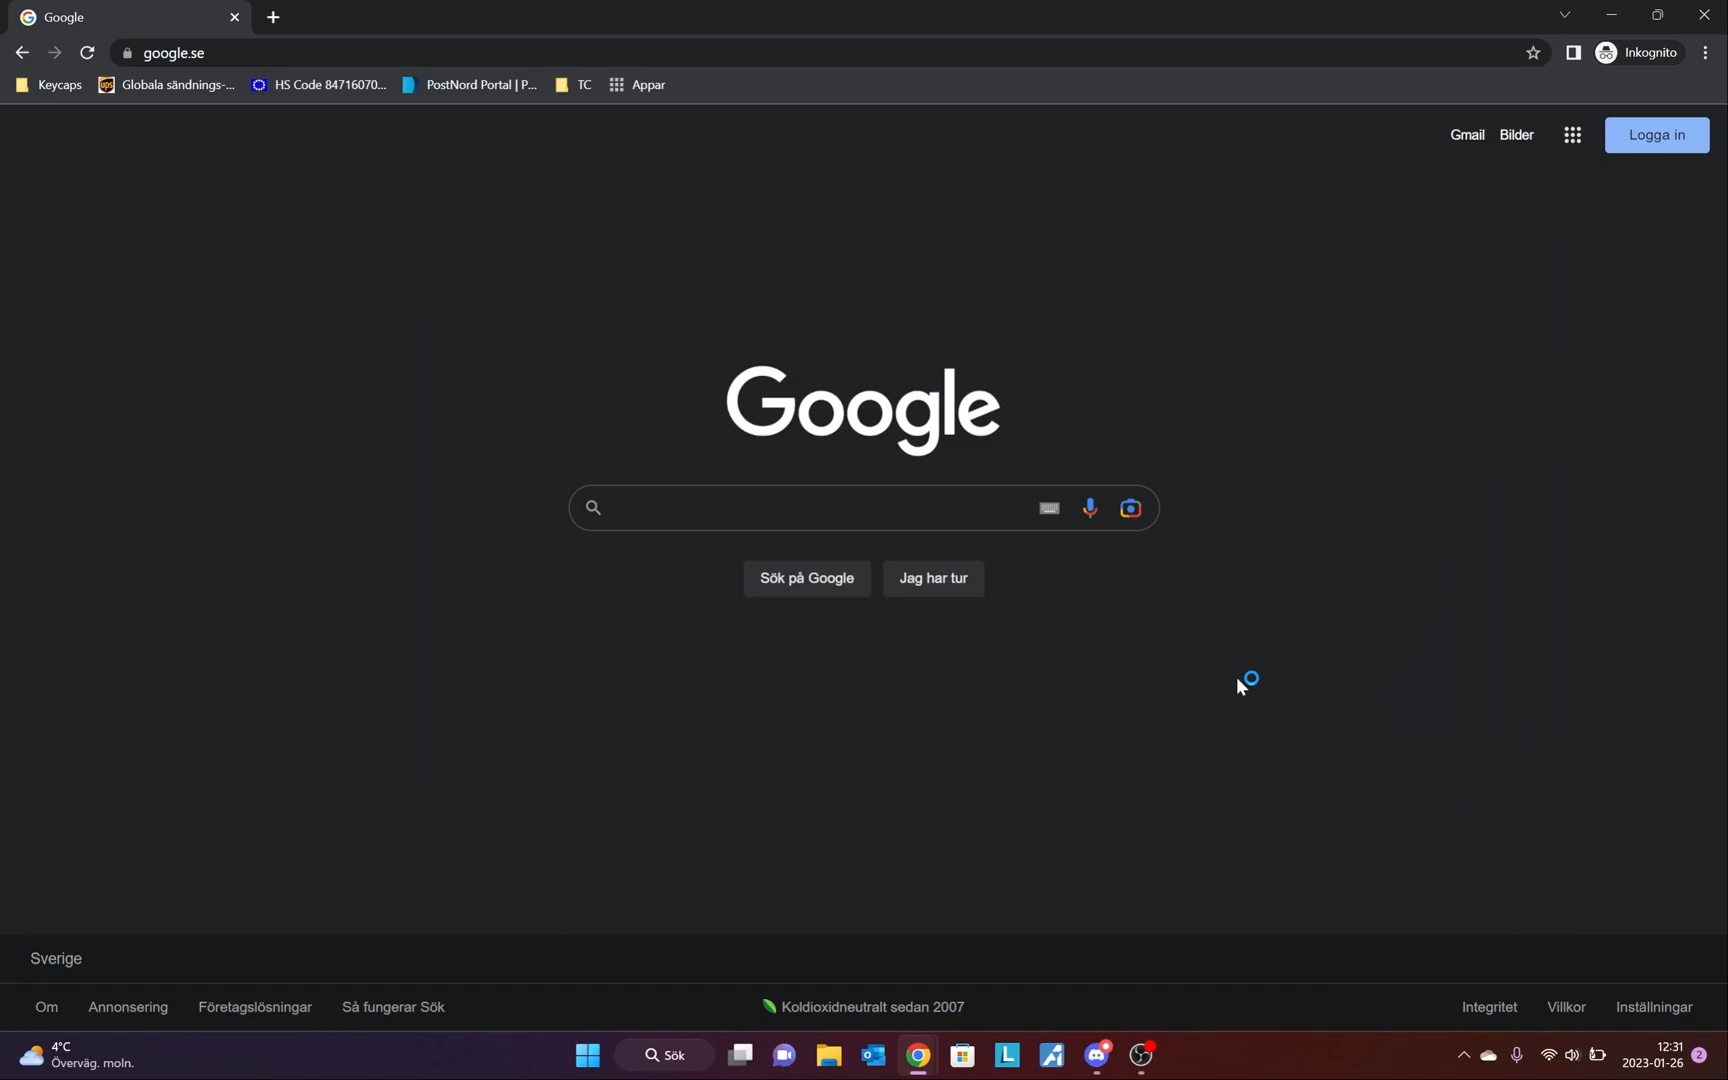 Google
google.se
Inkognito
Keycaps
Globala sändnings-...
HS Code 84716070...
PostNord Portal | P...
TC
Appar
Gmail
Bilder
Logga in
Google
Sök på Google
Jag har tur
Sverige
Om
Annonsering
Företagslösningar
Så fungerar Sök
Koldioxidneutralt sedan 2007
Integritet
Villkor
Inställningar
4°C
Överväg. moln.
Sök
12:31
2023-01-26
2